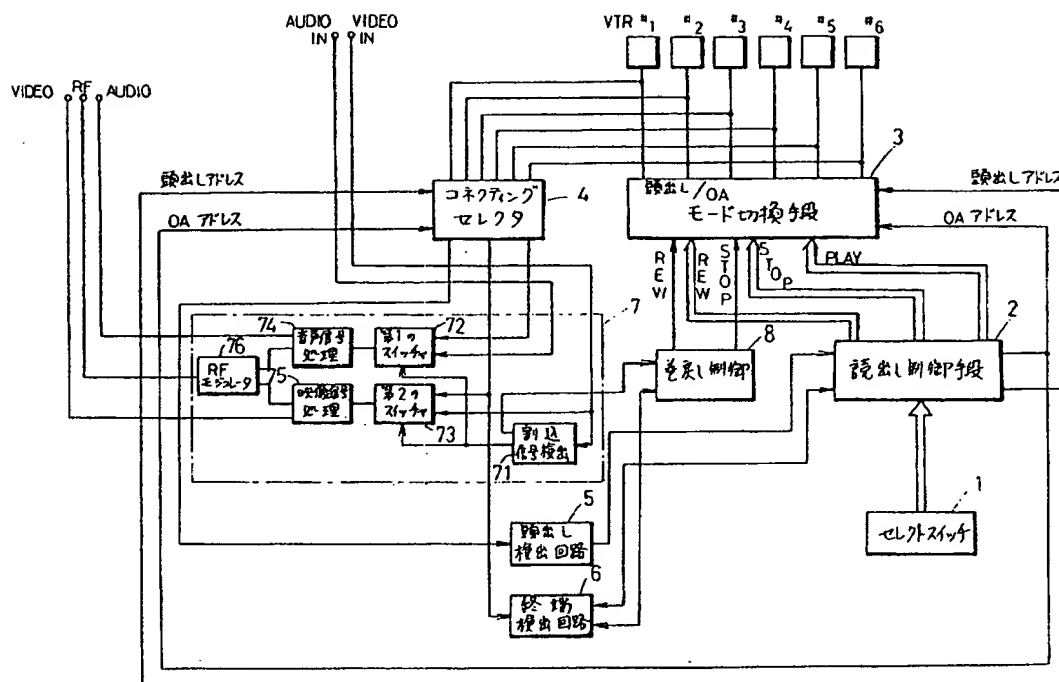 AUDIO IN
VIDEO IN
VTR #1 #2 #3 #4 #5 #6
VIDEO RF AUDIO
頭出しアドレス
OA アドレス
コネクティング
セレクタ
4
3
頭出し/OA
モード切換手段
頭出しアドレス
OA アドレス
REW
REW
STOP
STOP
PLAY
7
8
2
74
音声信号
処理
72
第1の
スイッチャ
76
RF
モジュレータ
75
映像信号
処理
第2の
スイッチャ
73
割込
信号検出
71
巻戻し制御
読出し制御手段
1
セレクトスイッチ
5
頭出し
検出回路
6
終端
検出回路